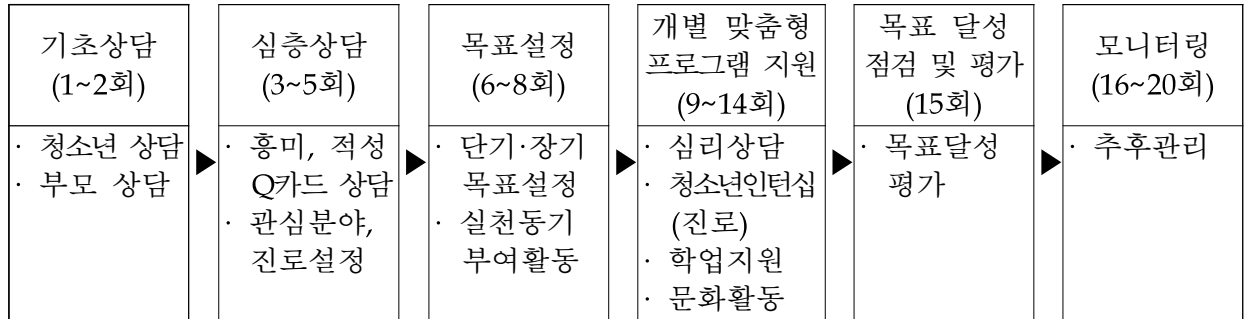 기초상담
(1~2회)
· 청소년 상담
· 부모 상담
심층상담
(3~5회)
· 흥미, 적성
Q카드 상담
· 관심분야,
진로설정
목표설정
(6~8회)
· 단기·장기
목표설정
· 실천동기
부여활동
개별 맞춤형
프로그램 지원
(9~14회)
· 심리상담
· 청소년인턴십
(진로)
· 학업지원
· 문화활동
목표 달성
점검 및 평가
(15회)
· 목표달성
평가
모니터링
(16~20회)
· 추후관리